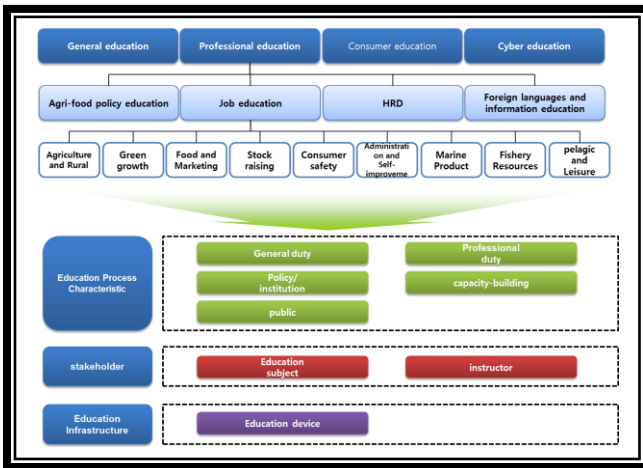 General education
Professional education
Consumer education
Cyber education
Agri-food policy education
Job education
HRD
Foreign languages and
information education
Agriculture
and Rural
Green
growth
Food and
Marketing
Stock
raising
Consumer
safety
Administrati
on and
Self-
improveme
Marine
Product
Fishery
Resources
pelagic
and
Leisure
Education Process
Characteristic
General duty
Professional
duty
Policy/
institution
capacity-building
public
stakeholder
Education
subject
instructor
Education
Infrastructure
Education device